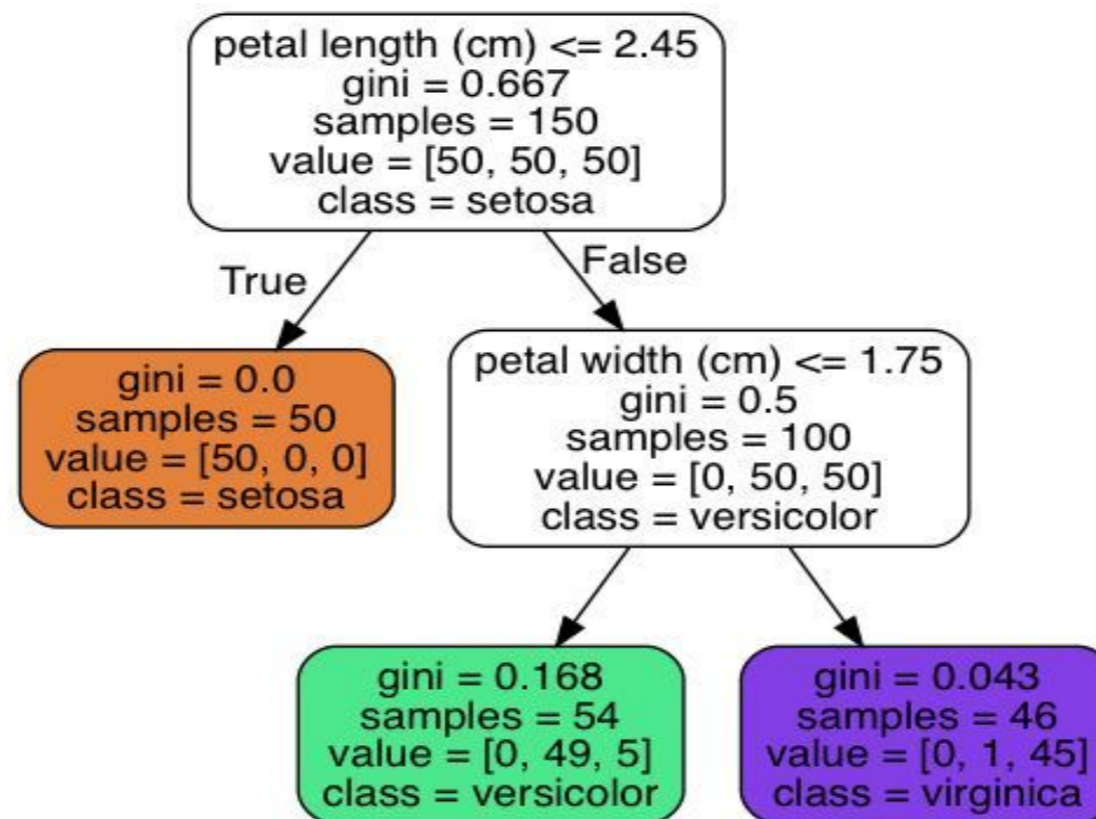 petal length (cm) <= 2.45
gini = 0.667
samples = 150
value = [50, 50, 50]
class = setosa
True
False
gini = 0.0
samples = 50
value = [50, 0, 0]
class = setosa
petal width (cm) <= 1.75
gini = 0.5
samples = 100
value = [0, 50, 50]
class = versicolor
gini = 0.168
samples = 54
value = [0, 49, 5]
class = versicolor
gini = 0.043
samples = 46
value = [0, 1, 45]
class = virginica